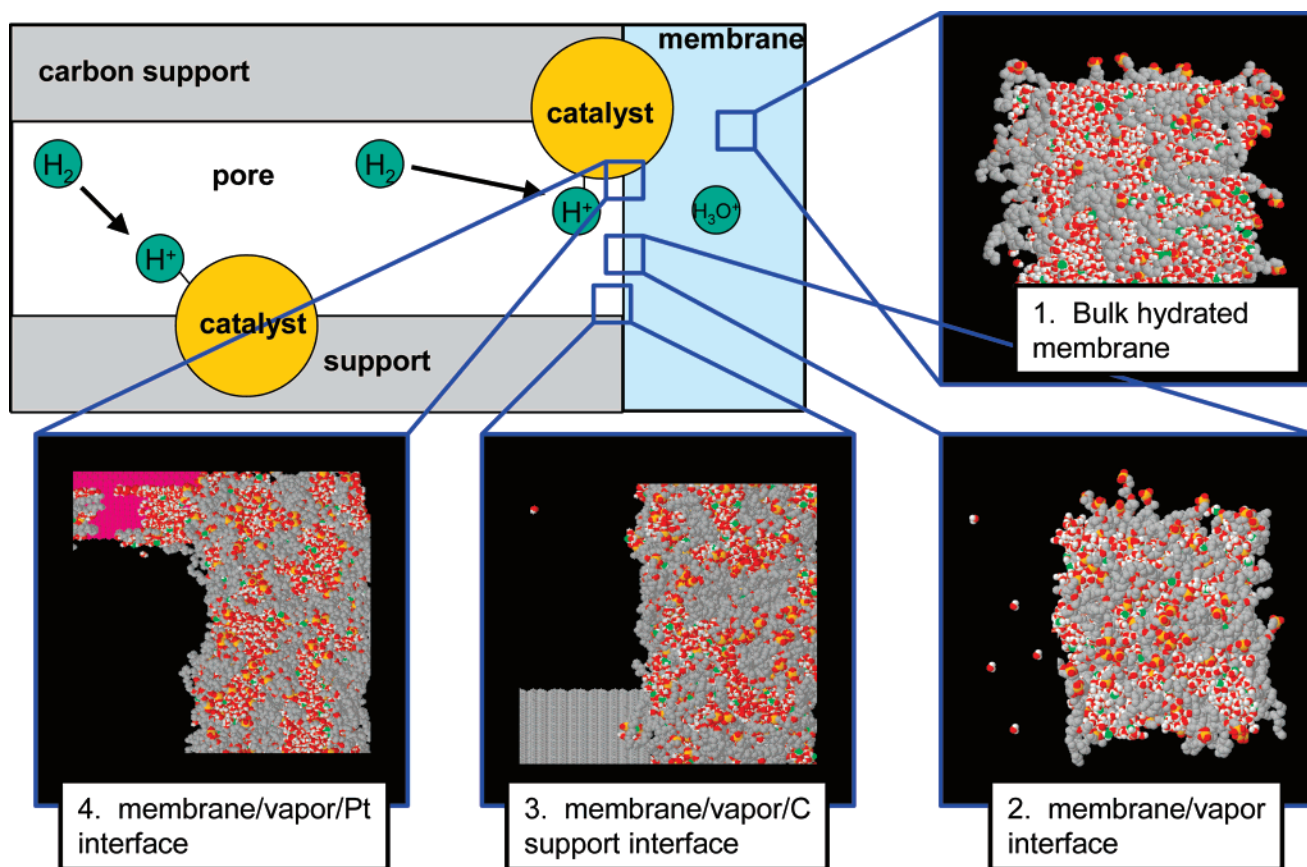 membrane
carbon support
catalyst
H₂
pore
H₂
H⁺
H₃O⁺
H⁺
catalyst
support
1. Bulk hydrated
membrane
4. membrane/vapor/Pt
interface
3. membrane/vapor/C
support interface
2. membrane/vapor
interface